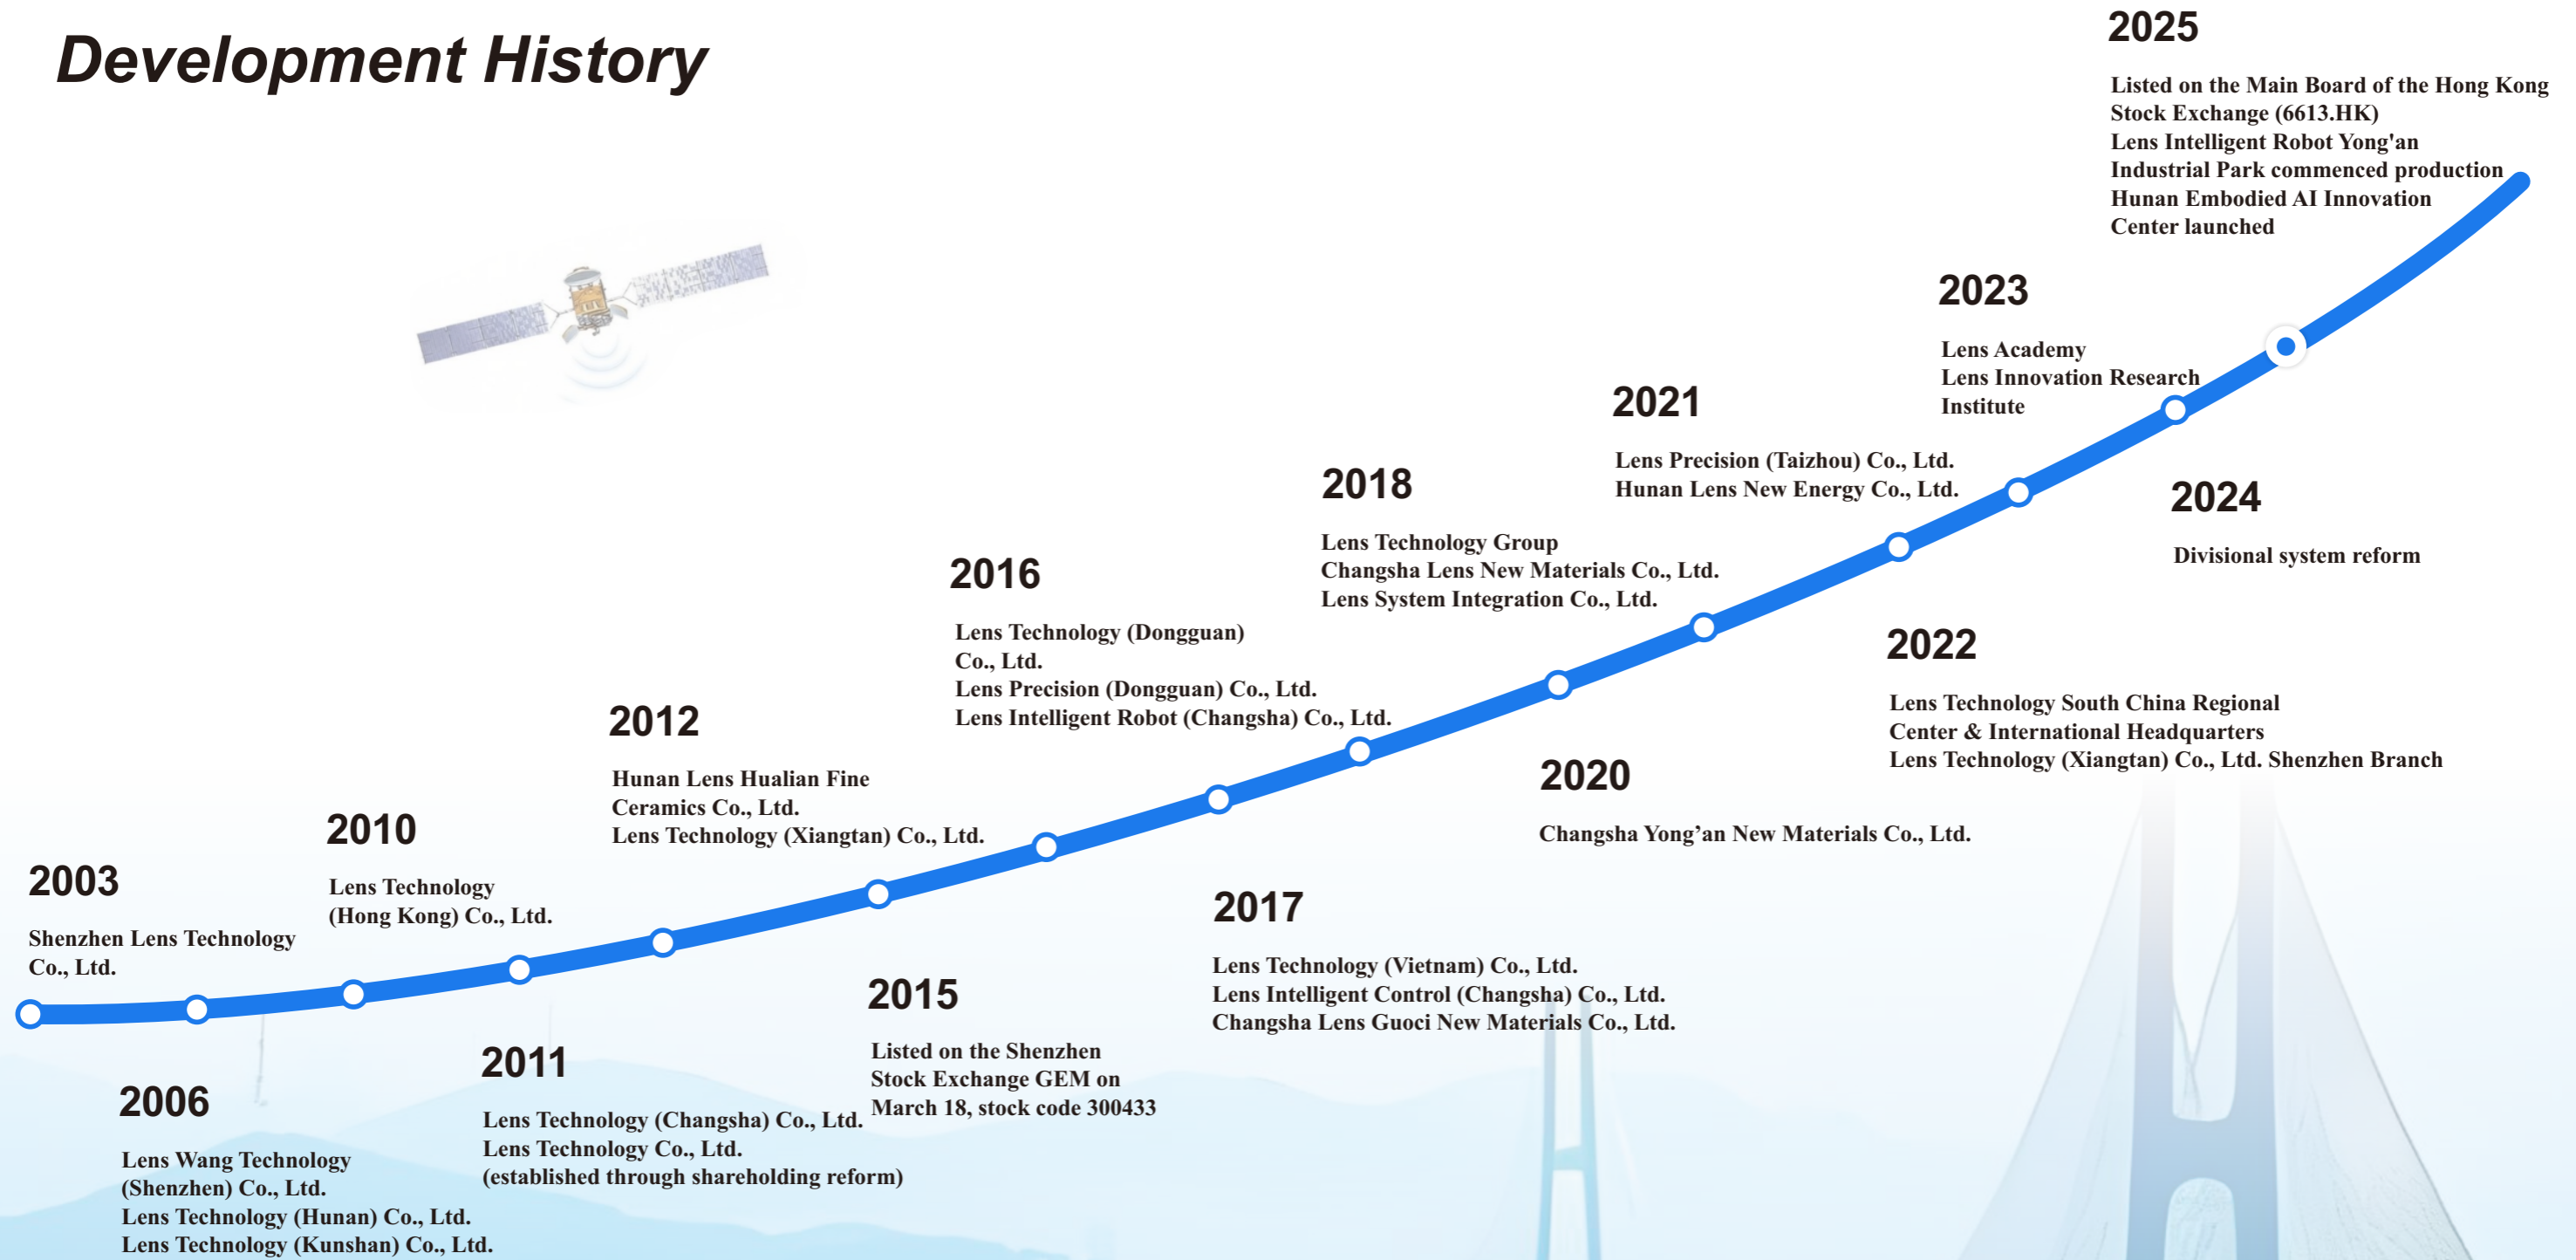 Development History
2003
Shenzhen Lens Technology
Co., Ltd.
2006
Lens Wang Technology
(Shenzhen) Co., Ltd.
Lens Technology (Hunan) Co., Ltd.
Lens Technology (Kunshan) Co., Ltd.
2010
Lens Technology
(Hong Kong) Co., Ltd.
2011
Lens Technology (Changsha) Co., Ltd.
Lens Technology Co., Ltd.
(established through shareholding reform)
2012
Hunan Lens Hualian Fine
Ceramics Co., Ltd.
Lens Technology (Xiangtan) Co., Ltd.
2015
Listed on the Shenzhen
Stock Exchange GEM on
March 18, stock code 300433
2016
Lens Technology (Dongguan)
Co., Ltd.
Lens Precision (Dongguan) Co., Ltd.
Lens Intelligent Robot (Changsha) Co., Ltd.
2017
Lens Technology (Vietnam) Co., Ltd.
Lens Intelligent Control (Changsha) Co., Ltd.
Changsha Lens Guoci New Materials Co., Ltd.
2018
Lens Technology Group
Changsha Lens New Materials Co., Ltd.
Lens System Integration Co., Ltd.
2020
Changsha Yong’an New Materials Co., Ltd.
2021
Lens Precision (Taizhou) Co., Ltd.
Hunan Lens New Energy Co., Ltd.
2022
Lens Technology South China Regional
Center & International Headquarters
Lens Technology (Xiangtan) Co., Ltd. Shenzhen Branch
2023
Lens Academy
Lens Innovation Research
Institute
2024
Divisional system reform
2025
Listed on the Main Board of the Hong Kong
Stock Exchange (6613.HK)
Lens Intelligent Robot Yong'an
Industrial Park commenced production
Hunan Embodied AI Innovation
Center launched